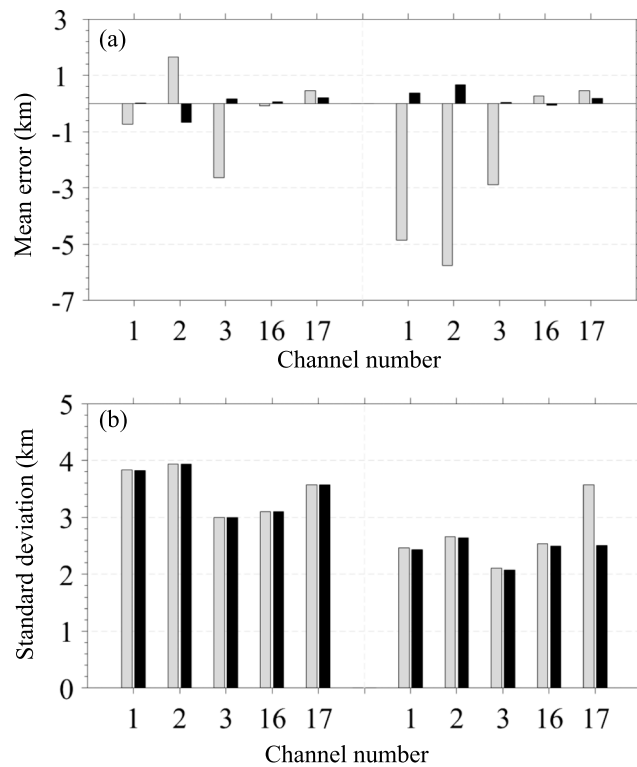 (a)
3
1
-1
-3
-5
-7
Mean error (km)
1 2 3 16 17 1 2 3 16 17
Channel number
(b)
5
4
3
2
1
0
Standard deviation (km
1 2 3 16 17 1 2 3 16 17
Channel number